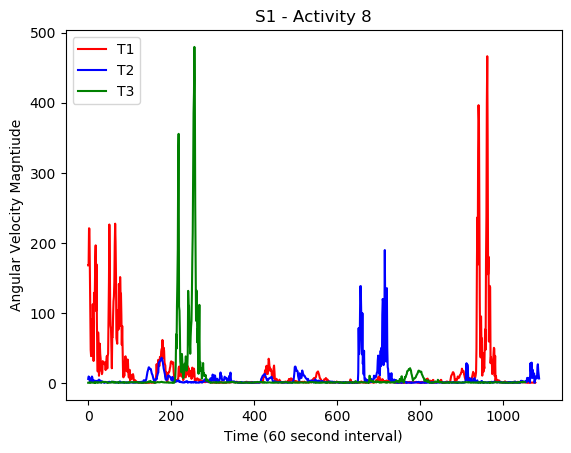 S1 - Activity 8
Angular Velocity Magntiude
500
400
300
200
100
0
T1
T2
T3
0 200 400 600 800 1000
Time (60 second interval)